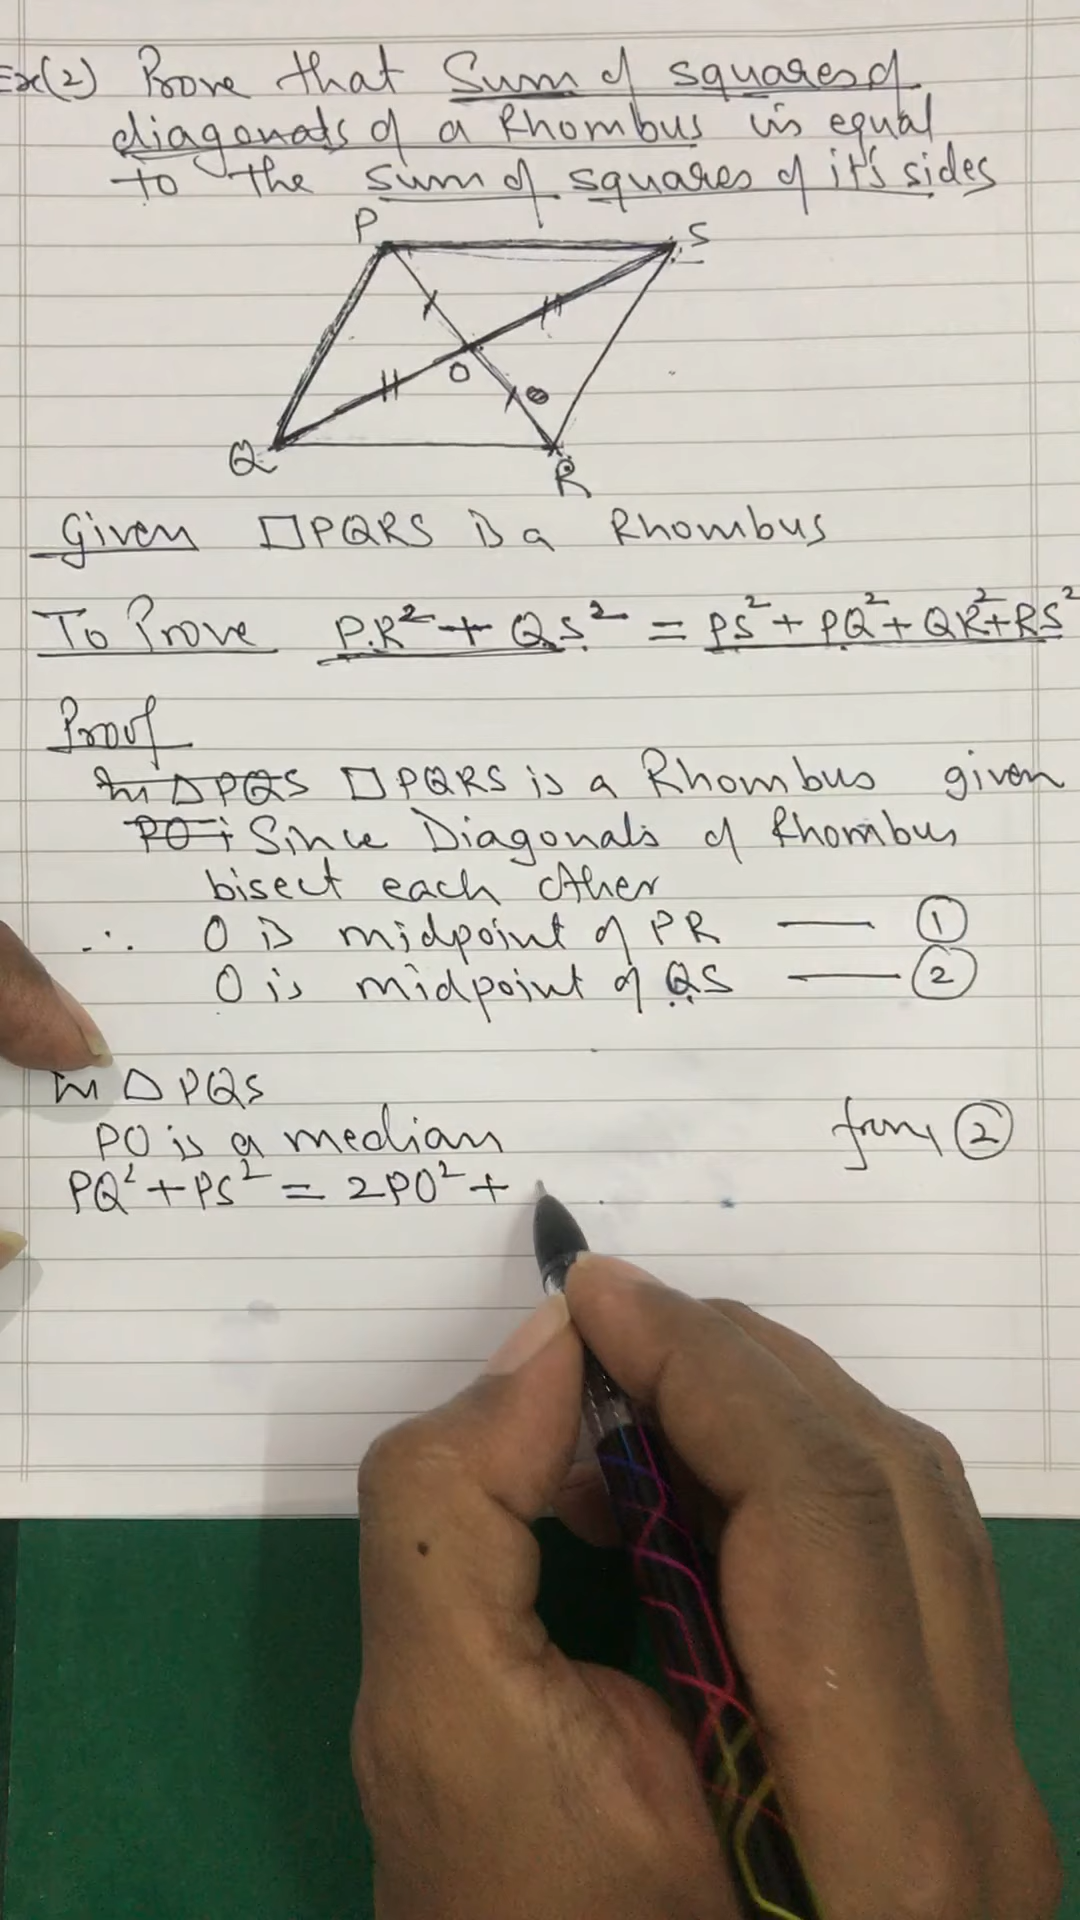 Ex(2) Prove that Sum of squares of
diagonals of a Rhombus is equal
to the sum of squares of it's sides
P
S
O
Q
R
Given □PQRS is a Rhombus
To Prove P.R² + QS² = PS² + PQ² + QR² + RS²
Proof
In △PQS □PQRS is a Rhombus given
PO i Since Diagonals of Rhombus
bisect each other
∴ O is midpoint of PR — ①
O is midpoint of QS — ②
In △PQS
PO is a median from ②
PQ² + PS² = 2PO² +